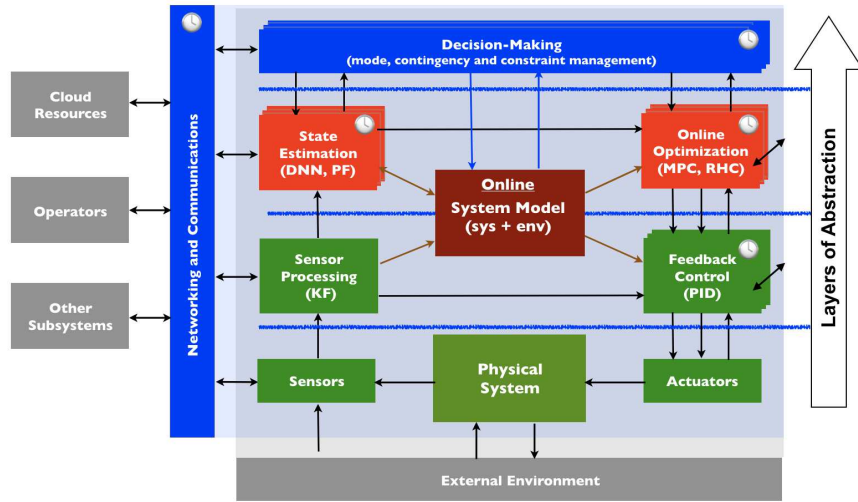 Decision-Making
(mode, contingency and constraint management)
Cloud
Resources
Operators
Other
Subsystems
Networking and Communications
State
Estimation
(DNN, PF)
Online
Optimization
(MPC, RHC)
Online
System Model
(sys + env)
Sensor
Processing
(KF)
Feedback
Control
(PID)
Sensors
Physical
System
Actuators
External Environment
Layers of Abstraction